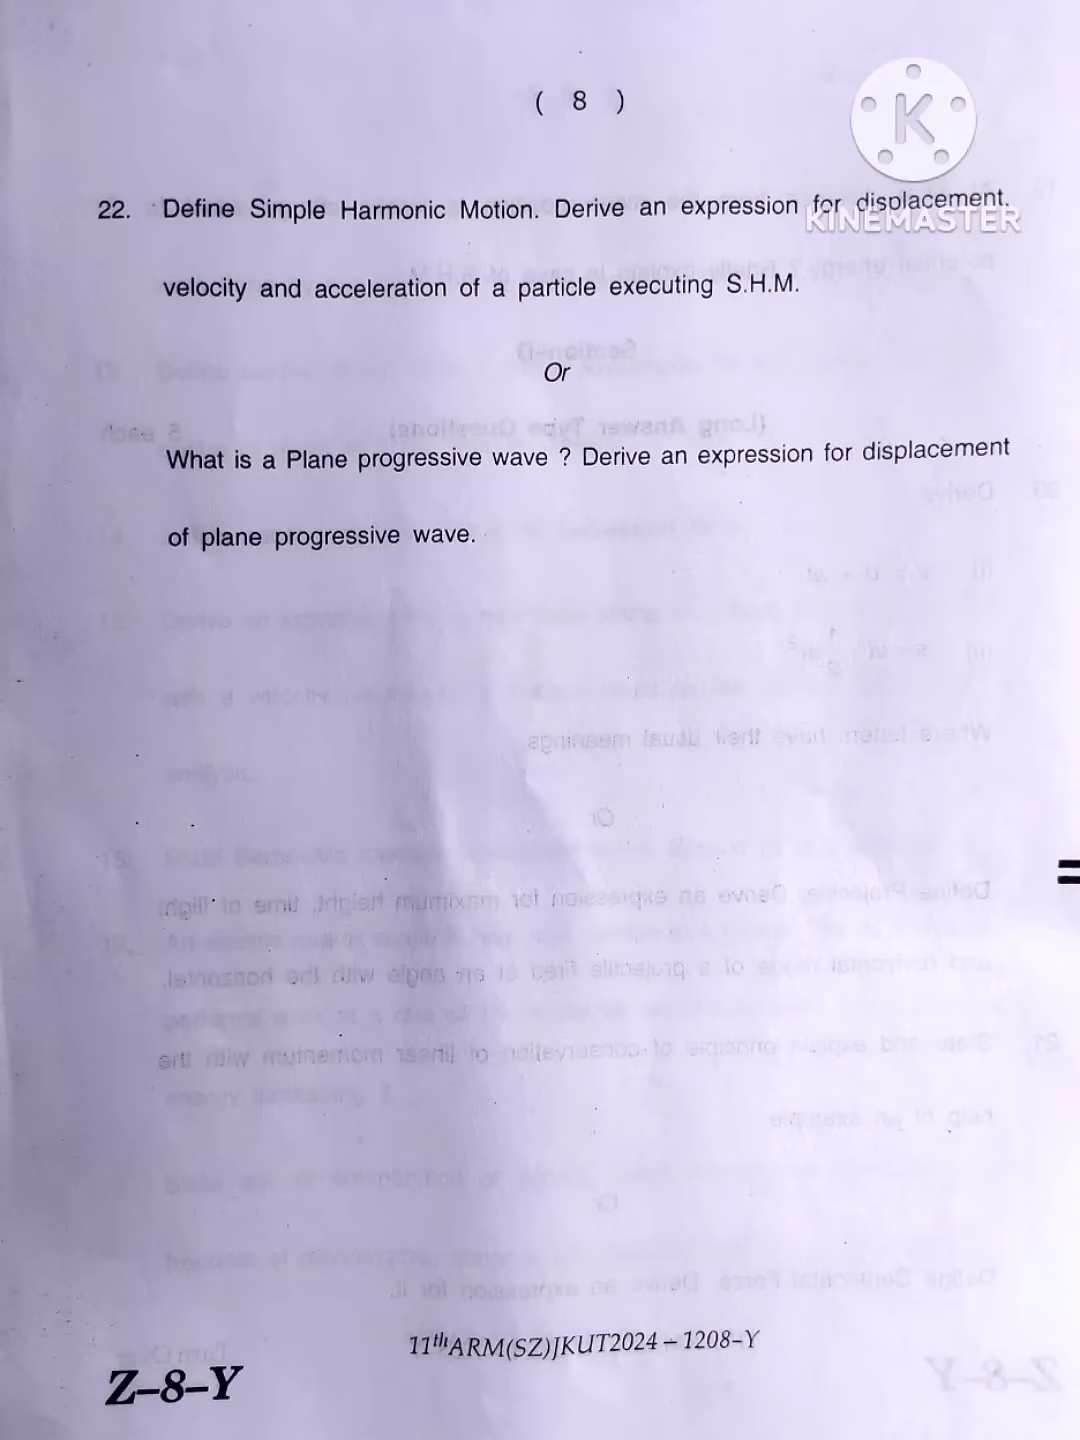 ( 8 )
K
KINEMASTER
22. Define Simple Harmonic Motion. Derive an expression for displacement,
velocity and acceleration of a particle executing S.H.M.
Or
What is a Plane progressive wave ? Derive an expression for displacement
of plane progressive wave.
11thARM(SZ)JKUT2024–1208–Y
Z–8–Y